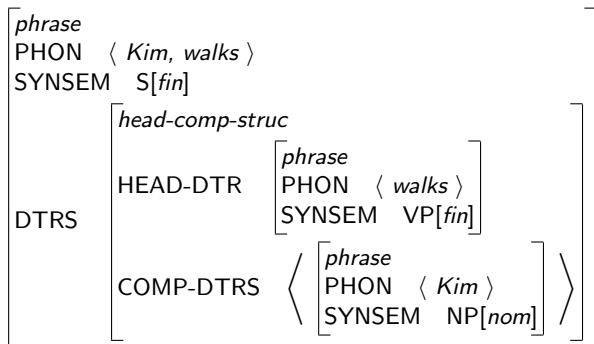 phrase
PHON ⟨ Kim, walks ⟩
SYNSEM S[fin]
DTRS
head-comp-struc
HEAD-DTR
phrase
PHON ⟨ walks ⟩
SYNSEM VP[fin]
COMP-DTRS ⟨
phrase
PHON ⟨ Kim ⟩
SYNSEM NP[nom]
⟩